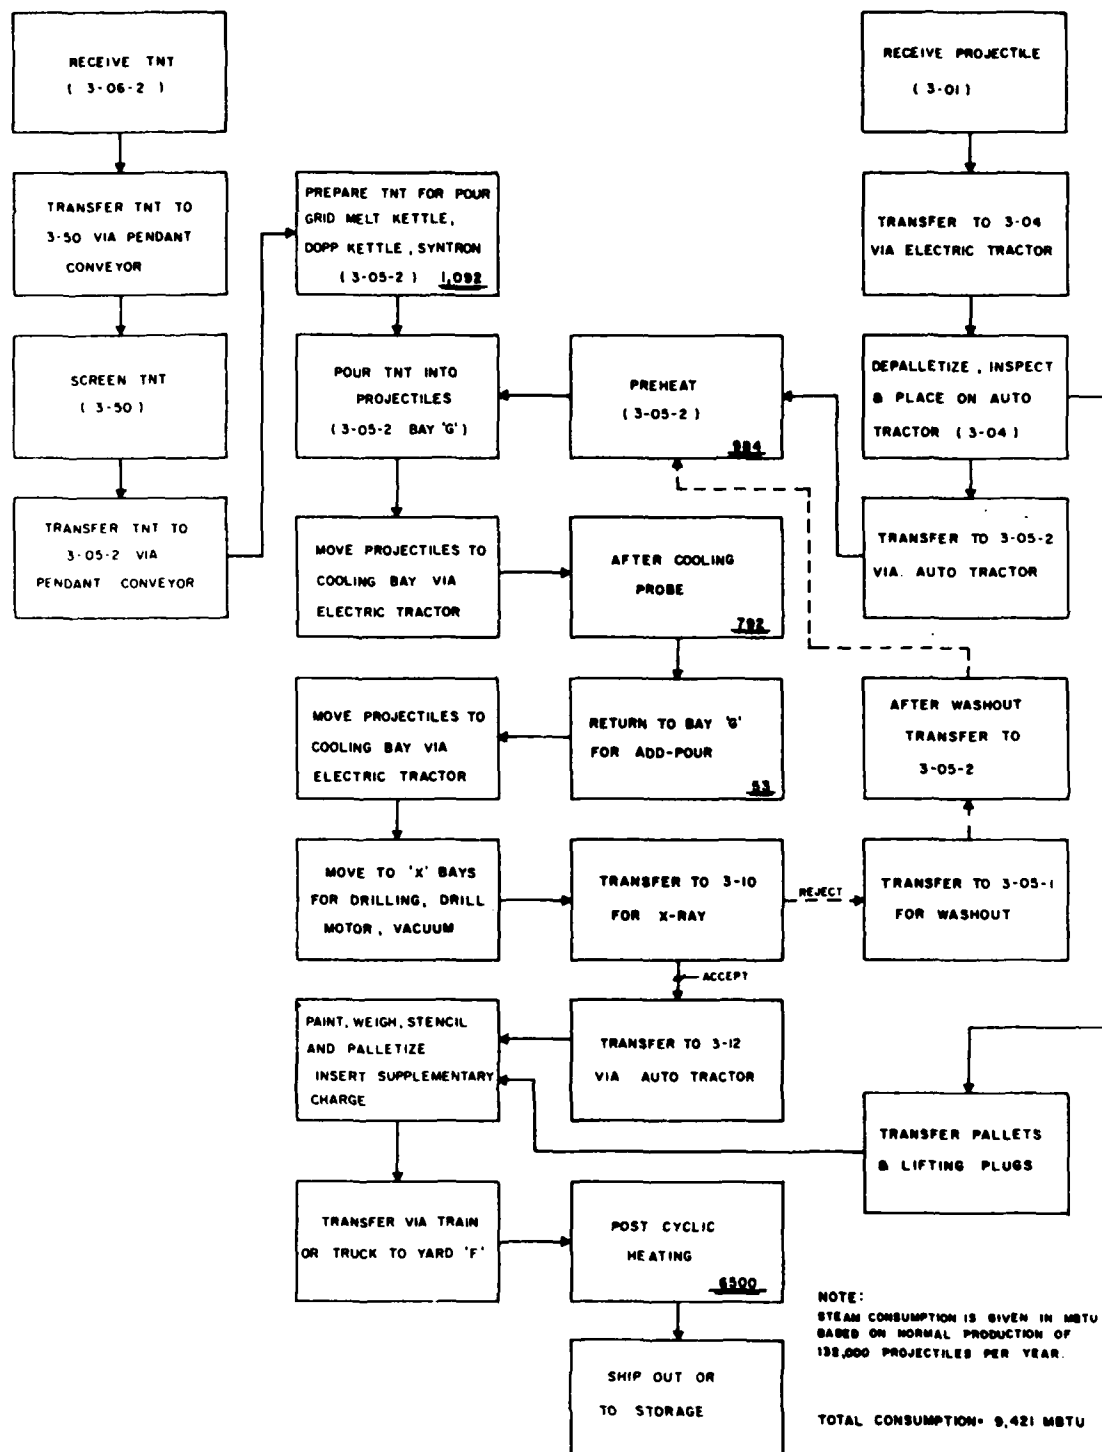 RECEIVE TNT
( 3-06-2 )
TRANSFER TNT TO
3-50 VIA PENDANT
CONVEYOR
SCREEN TNT
( 3-50 )
TRANSFER TNT TO
3-05-2 VIA
PENDANT CONVEYOR
PREPARE TNT FOR POUR
GRID MELT KETTLE,
DOPP KETTLE, SYNTRON
( 3-05-2 ) 1,092
POUR TNT INTO
PROJECTILES
( 3-05-2 BAY 'G' )
MOVE PROJECTILES TO
COOLING BAY VIA
ELECTRIC TRACTOR
MOVE PROJECTILES TO
COOLING BAY VIA
ELECTRIC TRACTOR
MOVE TO 'X' BAYS
FOR DRILLING, DRILL
MOTOR, VACUUM
PAINT, WEIGH, STENCIL
AND PALLETIZE
INSERT SUPPLEMENTARY
CHARGE
TRANSFER VIA TRAIN
OR TRUCK TO YARD 'F'
PREHEAT
(3-05-2)
984
AFTER COOLING
PROBE
792
RETURN TO BAY 'G'
FOR ADD-POUR
53
TRANSFER TO 3-10
FOR X-RAY
REJECT
ACCEPT
TRANSFER TO 3-12
VIA AUTO TRACTOR
POST CYCLIC
HEATING
6500
SHIP OUT OR
TO STORAGE
RECEIVE PROJECTILE
( 3-01 )
TRANSFER TO 3-04
VIA ELECTRIC TRACTOR
DEPALLETIZE, INSPECT
& PLACE ON AUTO
TRACTOR ( 3-04 )
TRANSFER TO 3-05-2
VIA. AUTO TRACTOR
AFTER WASHOUT
TRANSFER TO
3-05-2
TRANSFER TO 3-05-1
FOR WASHOUT
TRANSFER PALLETS
& LIFTING PLUGS
NOTE:
STEAM CONSUMPTION IS GIVEN IN MBTU
BASED ON NORMAL PRODUCTION OF
132,000 PROJECTILES PER YEAR.
TOTAL CONSUMPTION= 9,421 MBTU